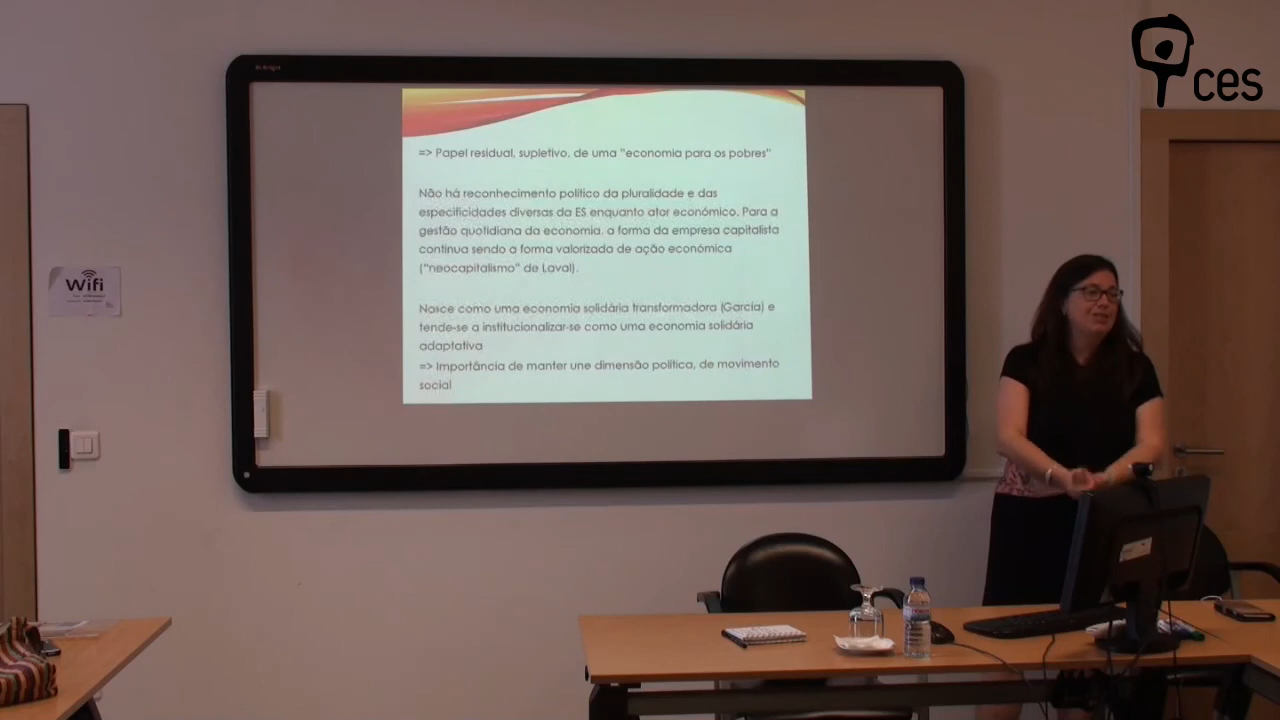 ces
=> Papel residual, supletivo, de uma "economia para os pobres"
Não há reconhecimento político da pluralidade e das
especificidades diversas da ES enquanto ator económico. Para a
gestão quotidiana da economia, a forma da empresa capitalista
continua sendo a forma valorizada de ação económica
("neocapitalismo" de Laval).
Nasce como uma economia solidária transformadora (García) e
tende-se a institucionalizar-se como uma economia solidária
adaptativa
=> Importância de manter une dimensão política, de movimento
social
Wifi